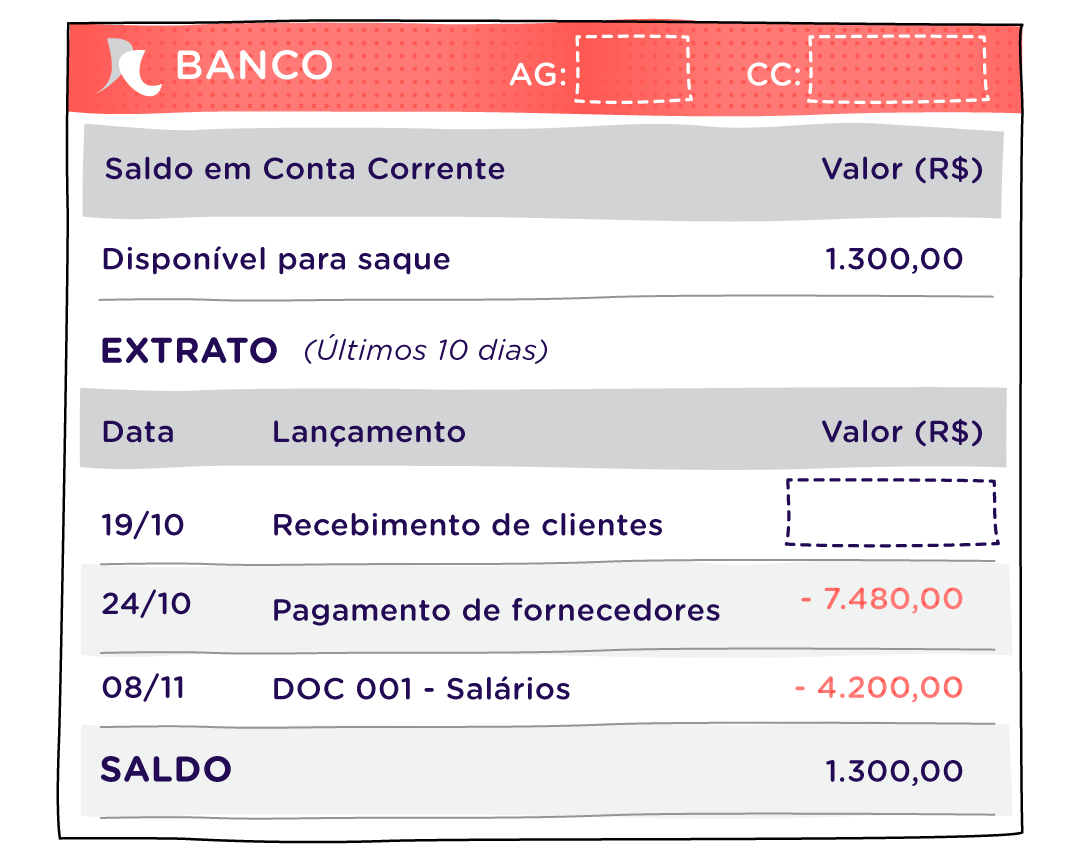 BANCO AG: CC:
Saldo em Conta Corrente Valor (R$)
Disponível para saque 1.300,00
EXTRATO (Últimos 10 dias)
Data Lançamento Valor (R$)
19/10 Recebimento de clientes
24/10 Pagamento de fornecedores - 7.480,00
08/11 DOC 001 - Salários - 4.200,00
SALDO 1.300,00